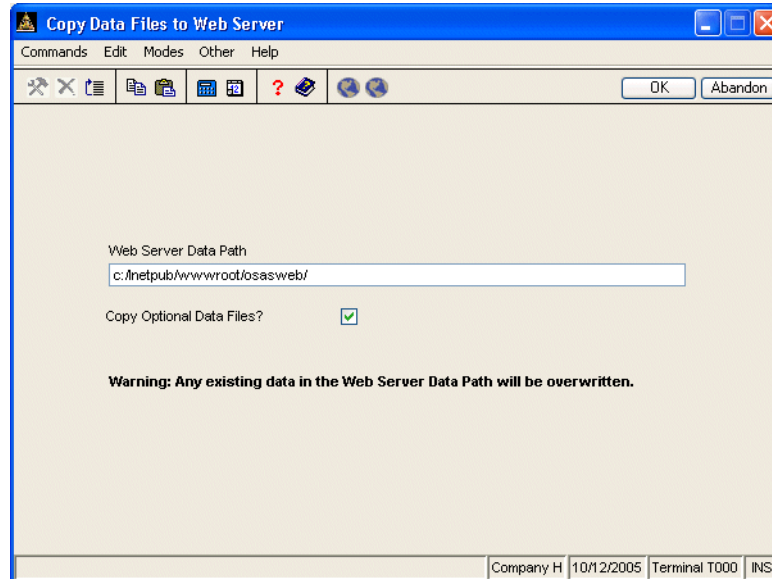 Copy Data Files to Web Server
Commands Edit Modes Other Help
12 ? OK Abandon
Web Server Data Path
c:/Inetpub/wwwroot/osasweb/
Copy Optional Data Files?
Warning: Any existing data in the Web Server Data Path will be overwritten.
Company H 10/12/2005 Terminal T000 INS